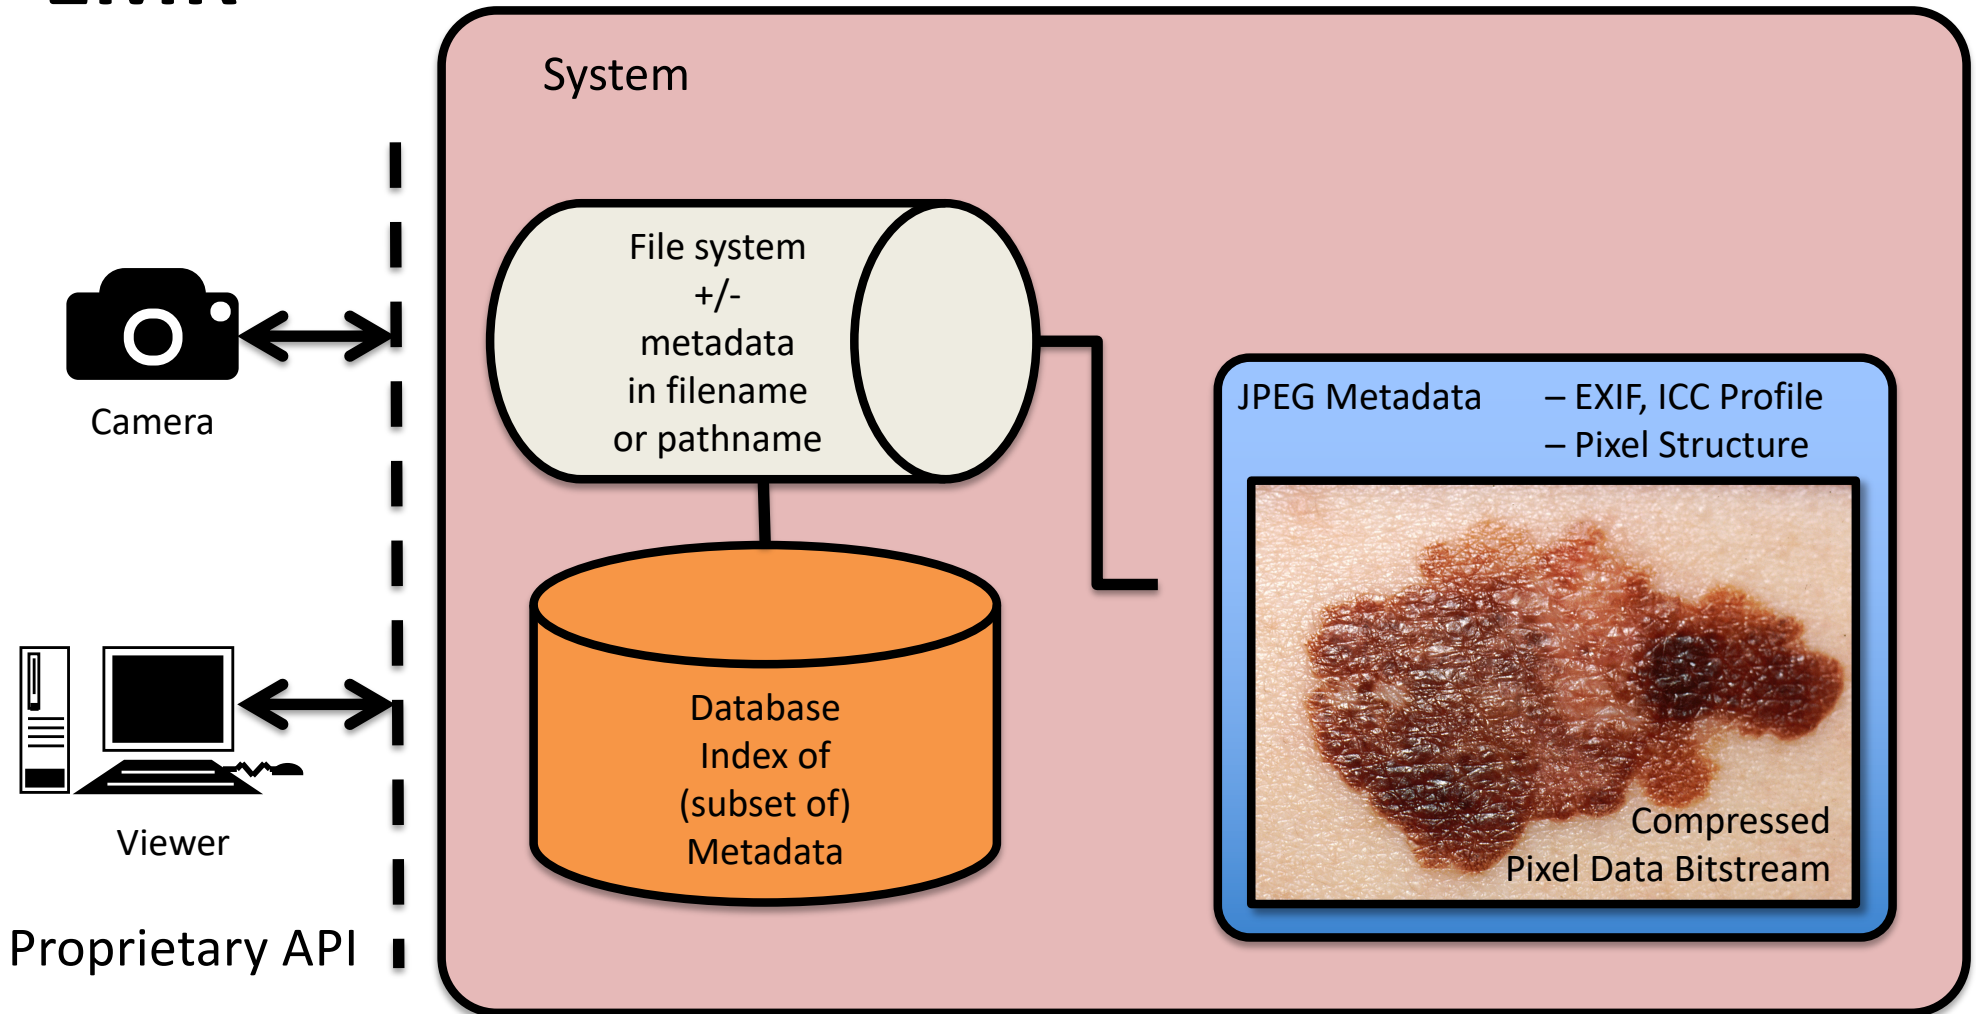 System
File system
+/-
metadata
in filename
or pathname
Camera
JPEG Metadata – EXIF, ICC Profile
– Pixel Structure
Database
Index of
(subset of)
Metadata
Compressed
Pixel Data Bitstream
Viewer
Proprietary API